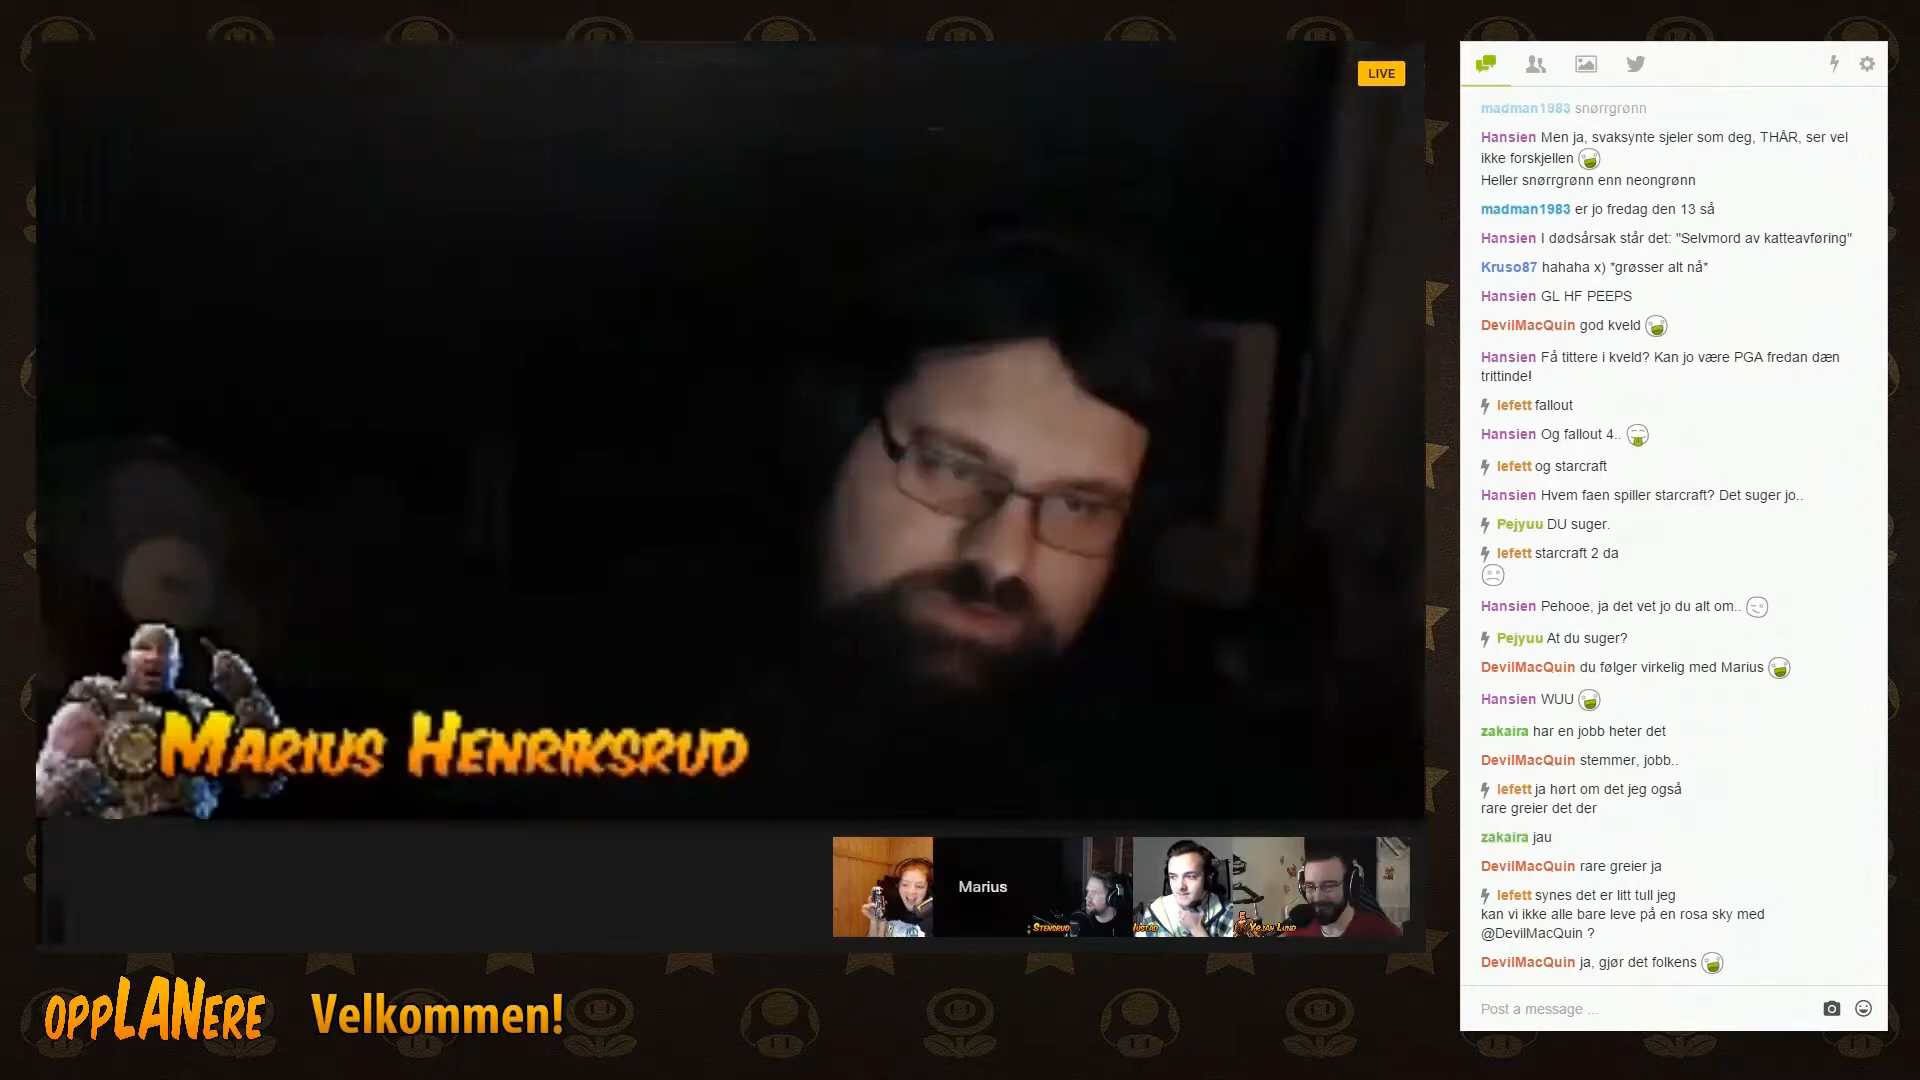 LIVE
MARIUS HENRIKSRUD
Marius
STENSRUD
ØRJAN LUND
OPPLANERE
Velkommen!
madman1983 snørrgrønn
Hansien Men ja, svaksynte sjeler som deg, THÅR, ser vel
ikke forskjellen
Heller snørrgrønn enn neongrønn
madman1983 er jo fredag den 13 så
Hansien I dødsårsak står det: "Selvmord av katteavføring"
Kruso87 hahaha x) *grøsser alt nå*
Hansien GL HF PEEPS
DevilMacQuin god kveld
Hansien Få tittere i kveld? Kan jo være PGA fredan dæn
trittinde!
lefett fallout
Hansien Og fallout 4..
lefett og starcraft
Hansien Hvem faen spiller starcraft? Det suger jo..
Pejyuu DU suger.
lefett starcraft 2 da
Hansien Pehooe, ja det vet jo du alt om..
Pejyuu At du suger?
DevilMacQuin du følger virkelig med Marius
Hansien WUU
zakaira har en jobb heter det
DevilMacQuin stemmer, jobb..
lefett ja hørt om det jeg også
rare greier det der
zakaira jau
DevilMacQuin rare greier ja
lefett synes det er litt tull jeg
kan vi ikke alle bare leve på en rosa sky med
@DevilMacQuin ?
DevilMacQuin ja, gjør det folkens
Post a message ...